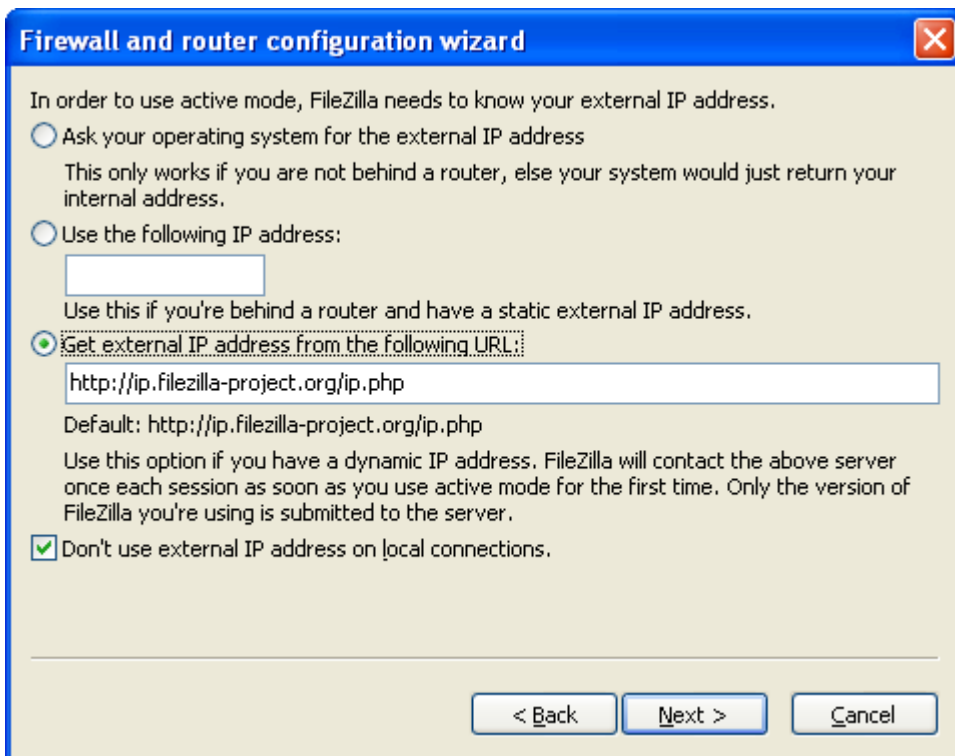 Firewall and router configuration wizard
In order to use active mode, FileZilla needs to know your external IP address.
Ask your operating system for the external IP address
This only works if you are not behind a router, else your system would just return your
internal address.
Use the following IP address:
Use this if you're behind a router and have a static external IP address.
Get external IP address from the following URL:
http://ip.filezilla-project.org/ip.php
Default: http://ip.filezilla-project.org/ip.php
Use this option if you have a dynamic IP address. FileZilla will contact the above server
once each session as soon as you use active mode for the first time. Only the version of
FileZilla you're using is submitted to the server.
Don't use external IP address on local connections.
< Back
Next >
Cancel